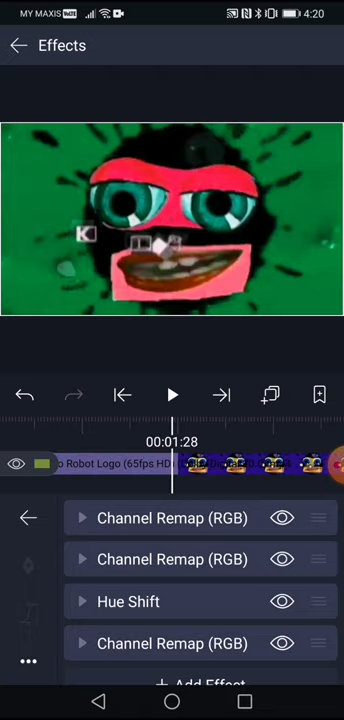 MY MAXIS VoLTE 4:20
Effects
K
00:01:28
o Robot Logo (65fps HD)
Channel Remap (RGB)
Channel Remap (RGB)
Hue Shift
Channel Remap (RGB)
+ Add Effect